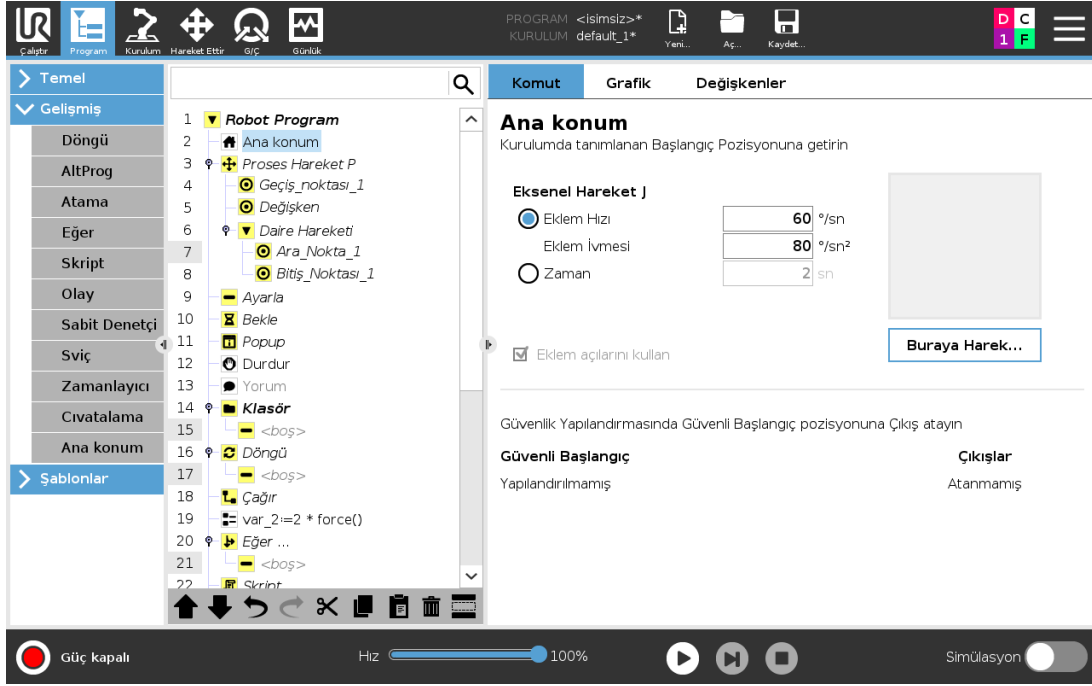 UR
Çalıştır
Program
Kurulum
Hareket Ettir
G/Ç
Günlük
PROGRAM <isimsiz>*
KURULUM default_1*
Yeni...
Aç...
Kaydet...
D C
1 F
Temel
Gelişmiş
Döngü
AltProg
Atama
Eğer
Skript
Olay
Sabit Denetçi
Sviç
Zamanlayıcı
Cıvatalama
Ana konum
Şablonlar
1 Robot Program
2 Ana konum
3 Proses Hareket P
4 Geçiş_noktası_1
5 Değişken
6 Daire Hareketi
7 Ara_Nokta_1
8 Bitiş_Noktası_1
9 Ayarla
10 Bekle
11 Popup
12 Durdur
13 Yorum
14 Klasör
15 <boş>
16 Döngü
17 <boş>
18 Çağır
19 var_2:=2 * force()
20 Eğer ...
21 <boş>
22 Skript
Komut
Grafik
Değişkenler
Ana konum
Kurulumda tanımlanan Başlangıç Pozisyonuna getirin
Eksenel Hareket J
Eklem Hızı 60 °/sn
Eklem İvmesi 80 °/sn²
Zaman 2 sn
Eklem açılarını kullan
Buraya Harek...
Güvenlik Yapılandırmasında Güvenli Başlangıç pozisyonuna Çıkış atayın
Güvenli Başlangıç Çıkışlar
Yapılandırılmamış Atanmamış
Güç kapalı
Hız 100%
Simülasyon